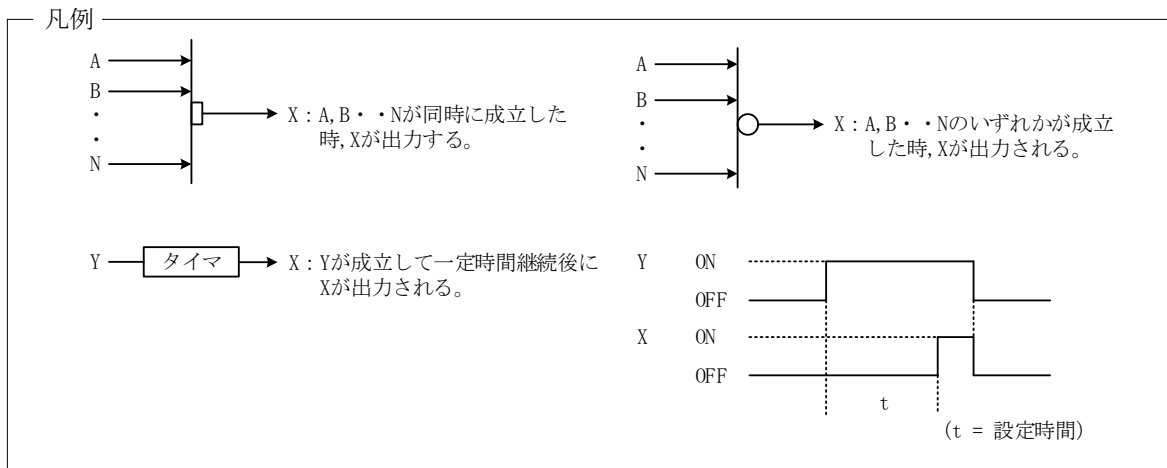 凡例
A
B
・
・
N
X：A,B・・Nが同時に成立した
時,Xが出力する。
A
B
・
・
N
X：A,B・・Nのいずれかが成立
した時,Xが出力される。
Y
タイマ
X：Yが成立して一定時間継続後に
Xが出力される。
Y ON
OFF
X ON
OFF
t
(t = 設定時間)